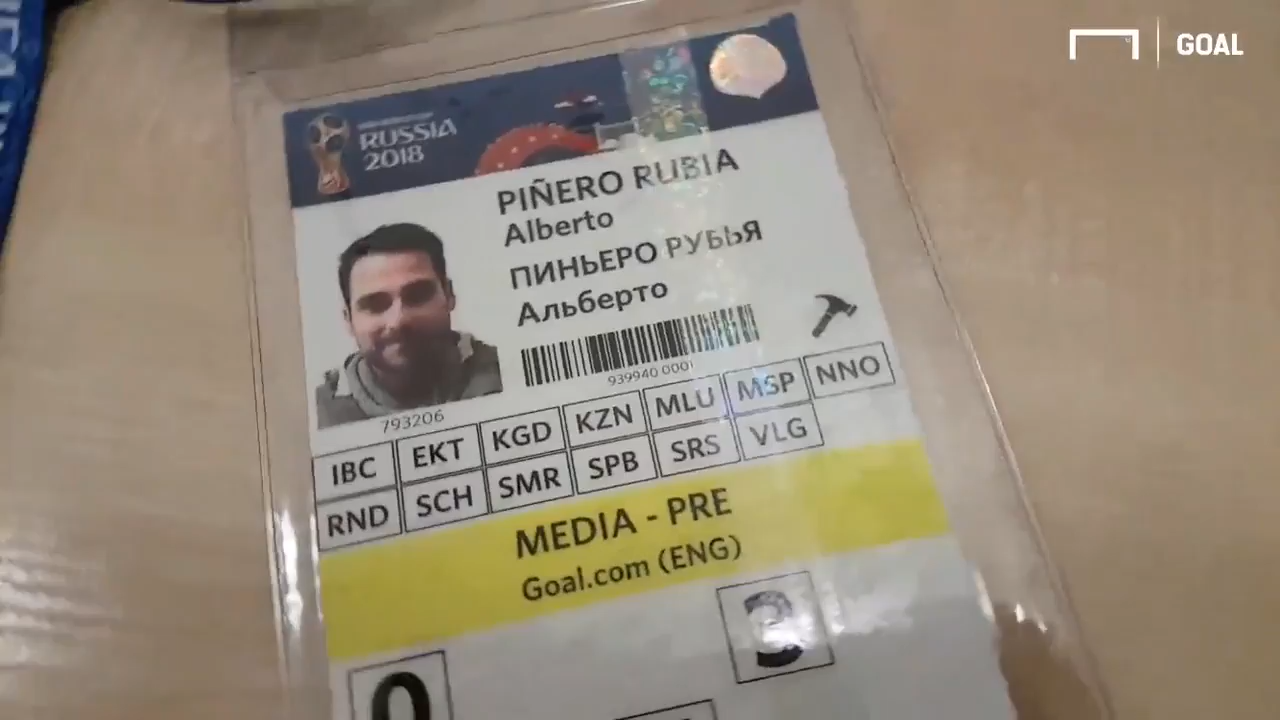 GOAL
RUSSIA
2018
PIÑERO RUBIA
Alberto
ПИНЬЕРО РУБЬЯ
Альберто
939940 0001
793206
IBC EKT KGD KZN MLU MSP NNO
RND SCH SMR SPB SRS VLG
MEDIA - PRE
Goal.com (ENG)
3
0